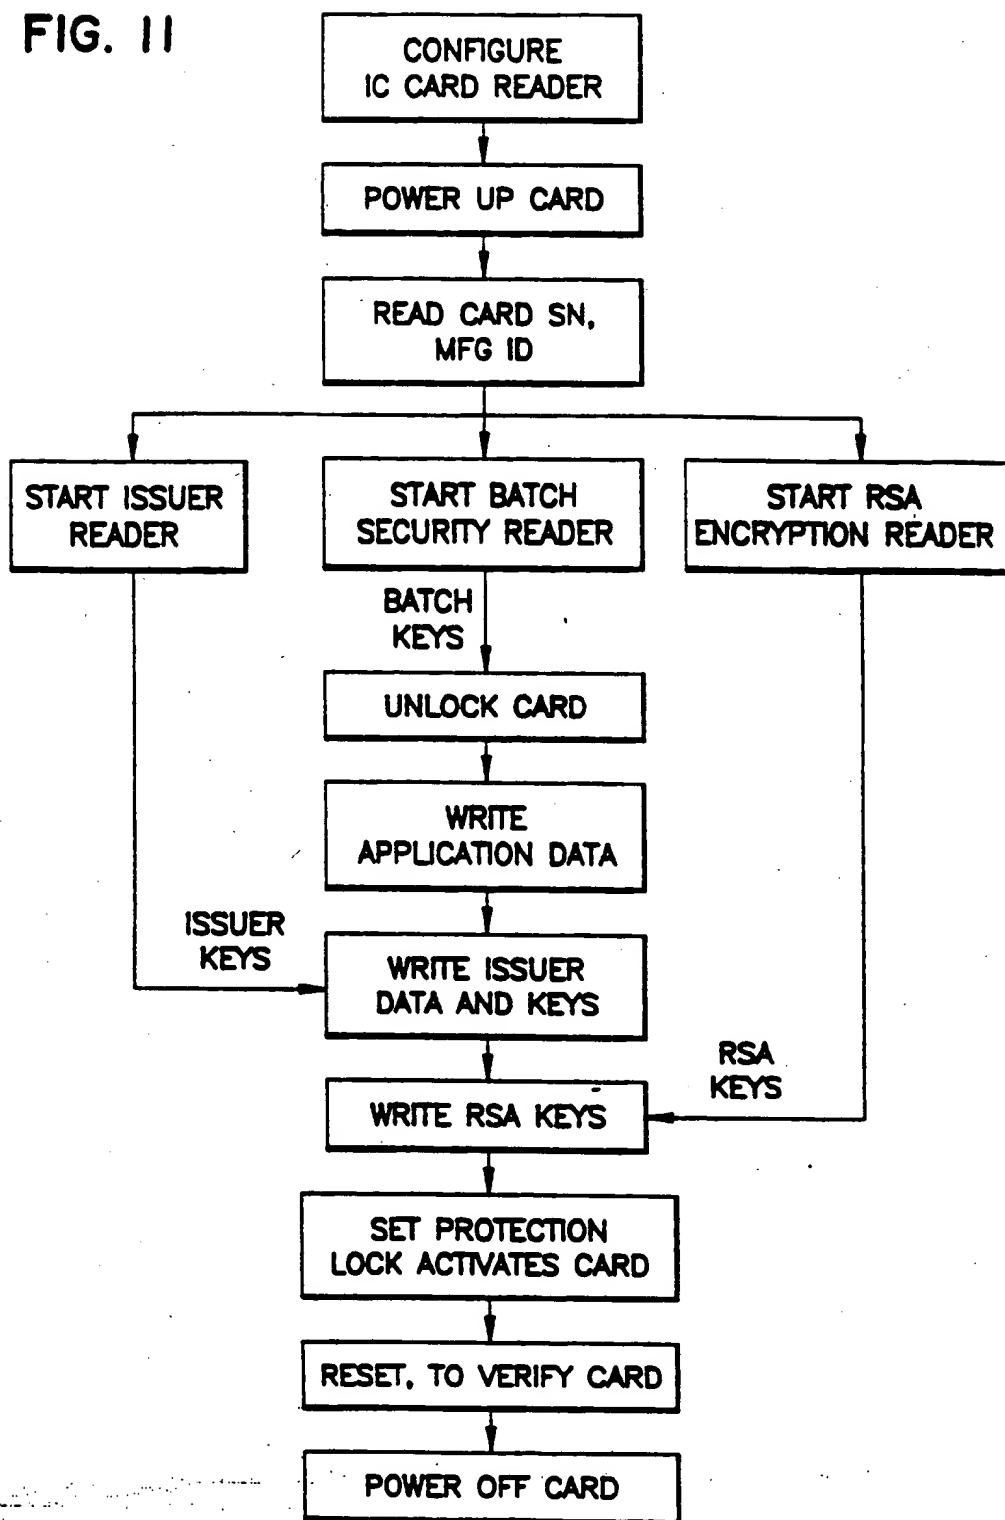 FIG. 11
CONFIGURE
IC CARD READER
POWER UP CARD
READ CARD SN,
MFG ID
START ISSUER
READER
START BATCH
SECURITY READER
START RSA
ENCRYPTION READER
BATCH
KEYS
UNLOCK CARD
WRITE
APPLICATION DATA
ISSUER
KEYS
WRITE ISSUER
DATA AND KEYS
RSA
KEYS
WRITE RSA KEYS
SET PROTECTION
LOCK ACTIVATES CARD
RESET, TO VERIFY CARD
POWER OFF CARD